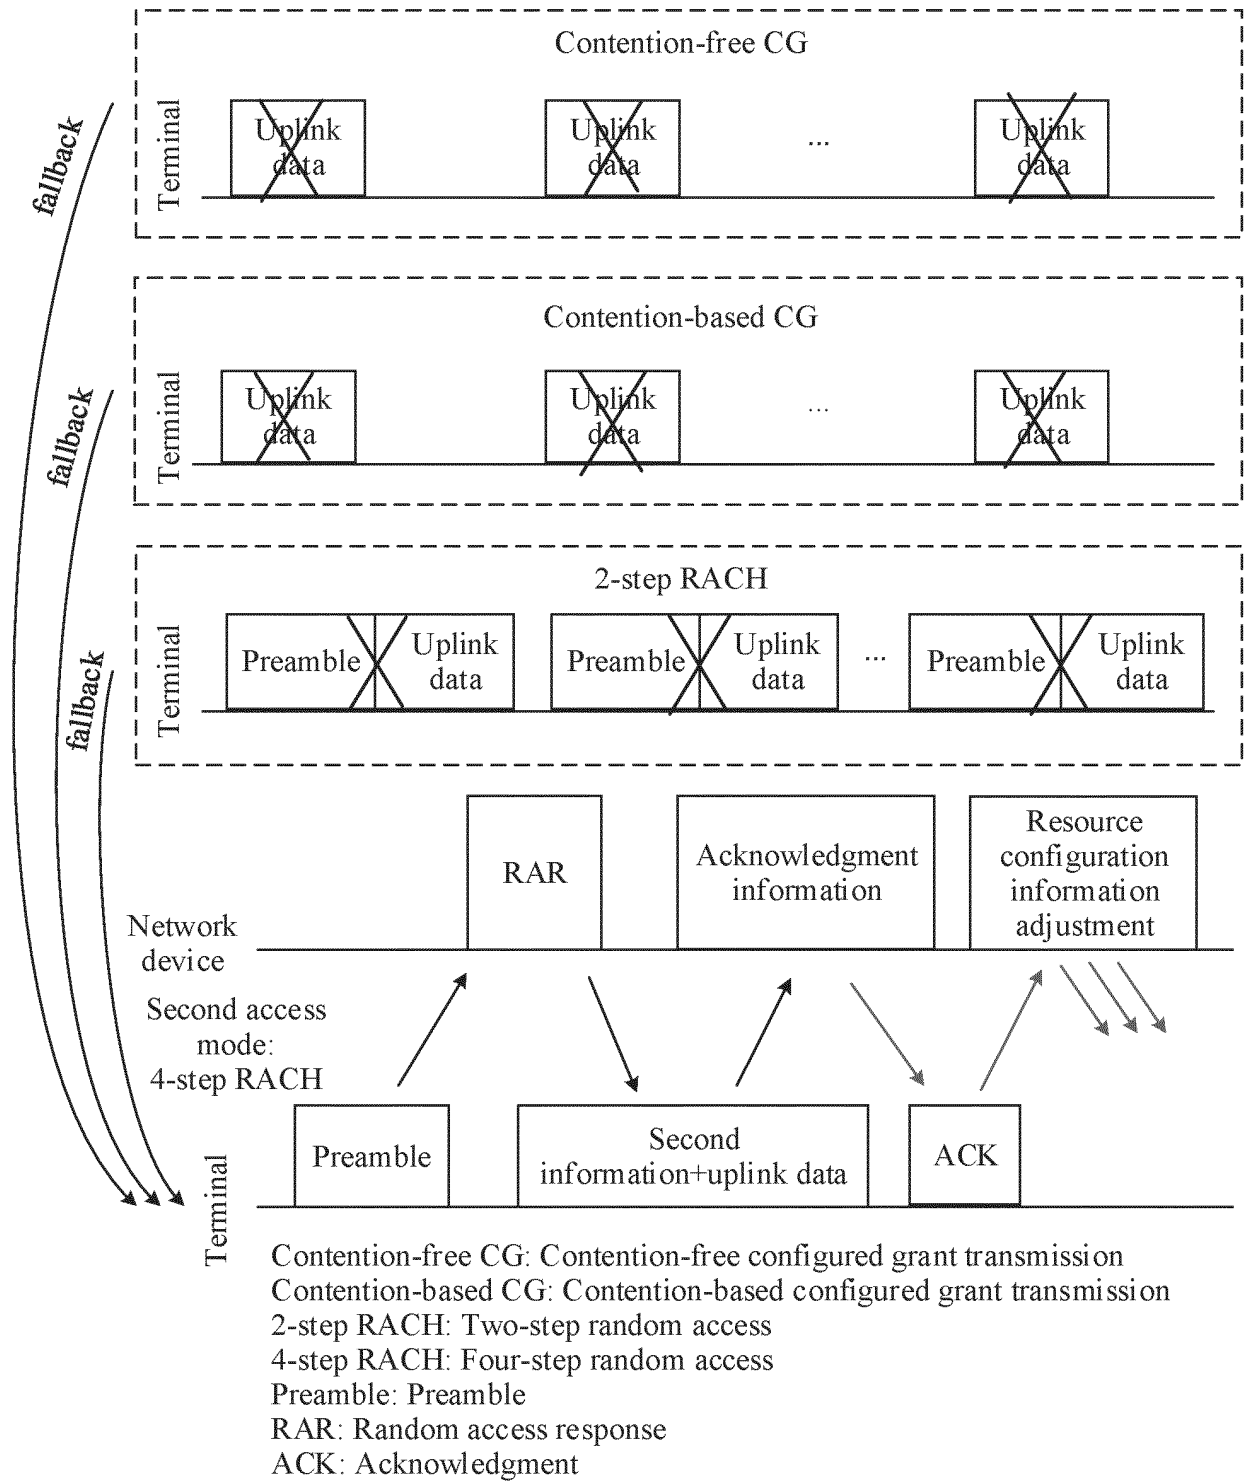 Contention-free CG
fallback
Terminal
Uplink
data
Uplink
data
...
Uplink
data
Contention-based CG
fallback
Terminal
Uplink
data
Uplink
data
...
Uplink
data
2-step RACH
fallback
Terminal
Preamble
Uplink
data
Preamble
Uplink
data
...
Preamble
Uplink
data
RAR
Acknowledgment
information
Resource
configuration
information
adjustment
Network
device
Second access
mode:
4-step RACH
Terminal
Preamble
Second
information+uplink data
ACK
Contention-free CG: Contention-free configured grant transmission
Contention-based CG: Contention-based configured grant transmission
2-step RACH: Two-step random access
4-step RACH: Four-step random access
Preamble: Preamble
RAR: Random access response
ACK: Acknowledgment